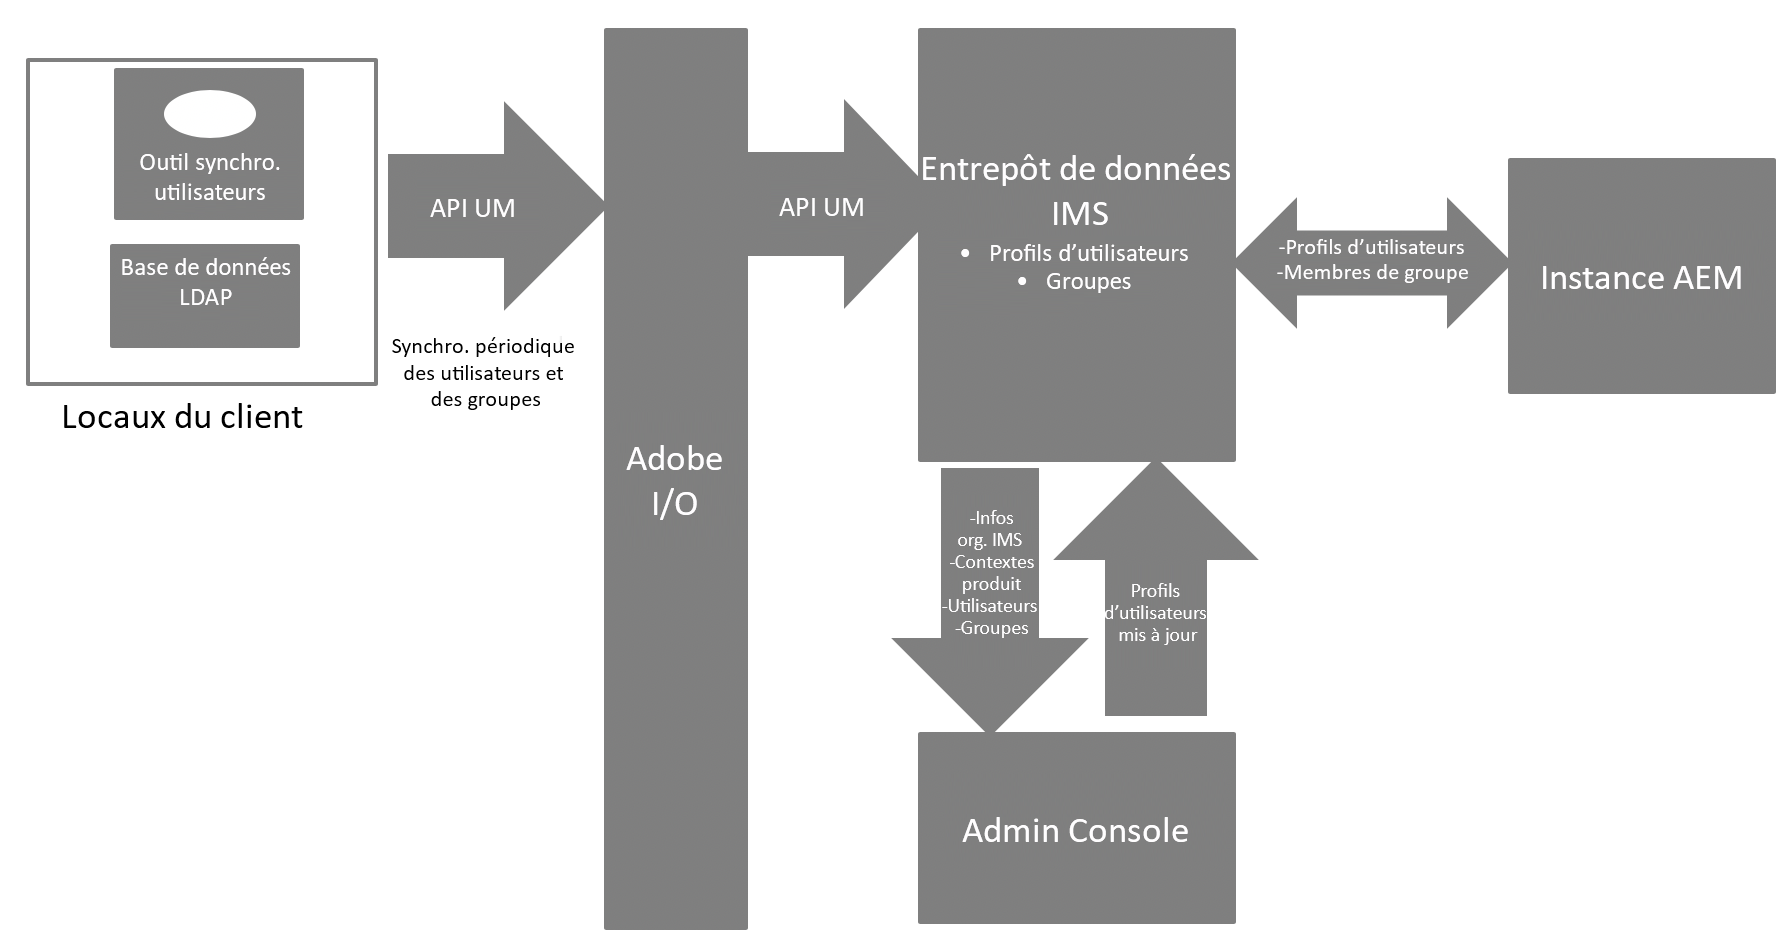 Outil synchro.
utilisateurs
Base de données
LDAP
Locaux du client
API UM
Synchro. périodique
des utilisateurs et
des groupes
Adobe
I/O
API UM
Entrepôt de données
IMS
• Profils d’utilisateurs
• Groupes
-Profils d’utilisateurs
-Membres de groupe
Instance AEM
-Infos
org. IMS
-Contextes
produit
-Utilisateurs
-Groupes
Profils
d’utilisateurs
mis à jour
Admin Console